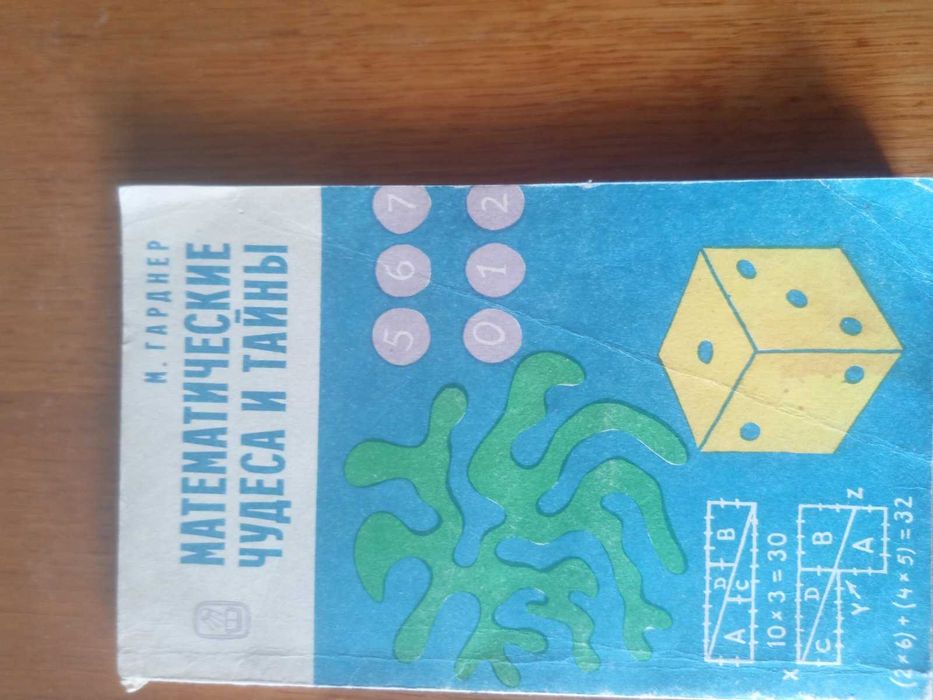 М. ГАРДНЕР
МАТЕМАТИЧЕСКИЕ
ЧУДЕСА И ТАЙНЫ
5 6 7
0 1 2
A D B
C
10 × 3 = 30
X
C D B
Y A Z
(2 × 6) + (4 × 5) = 32